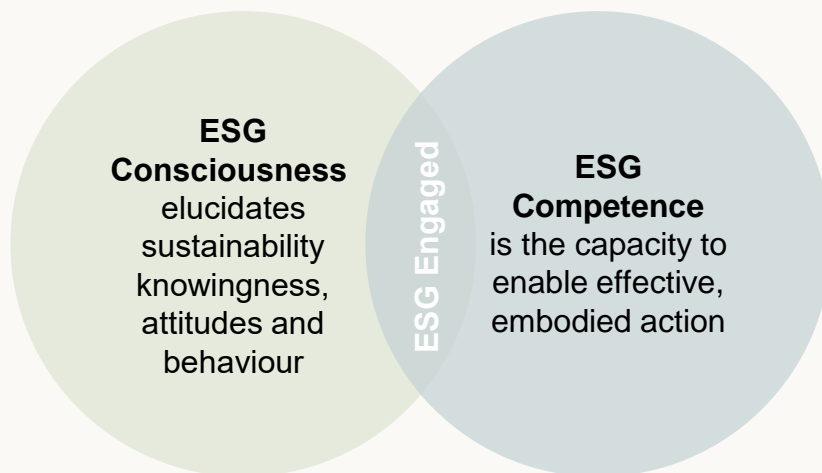 ESG
Consciousness
elucidates
sustainability
knowingness,
attitudes and
behaviour
ESG Engaged
ESG
Competence
is the capacity to
enable effective,
embodied action